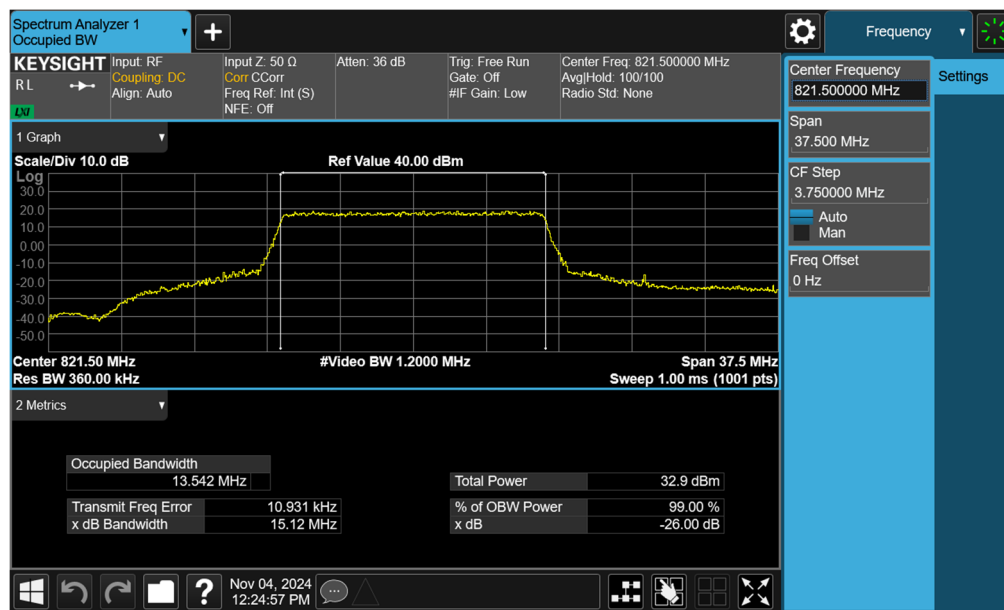 Spectrum Analyzer 1
Occupied BW
Frequency
KEYSIGHT
R L
LXI
Input: RF
Coupling: DC
Align: Auto
Input Z: 50 Ω
Corr CCorr
Freq Ref: Int (S)
NFE: Off
Atten: 36 dB
Trig: Free Run
Gate: Off
#IF Gain: Low
Center Freq: 821.500000 MHz
Avg|Hold: 100/100
Radio Std: None
Center Frequency
821.500000 MHz
Settings
Span
37.500 MHz
CF Step
3.750000 MHz
Auto
Man
Freq Offset
0 Hz
1 Graph
Scale/Div 10.0 dB
Ref Value 40.00 dBm
Log
30.0
20.0
10.0
0.00
-10.0
-20.0
-30.0
-40.0
-50.0
Center 821.50 MHz
#Video BW 1.2000 MHz
Span 37.5 MHz
Res BW 360.00 kHz
Sweep 1.00 ms (1001 pts)
2 Metrics
Occupied Bandwidth
13.542 MHz
Total Power 32.9 dBm
Transmit Freq Error 10.931 kHz
% of OBW Power 99.00 %
x dB Bandwidth 15.12 MHz
x dB -26.00 dB
?
Nov 04, 2024
12:24:57 PM